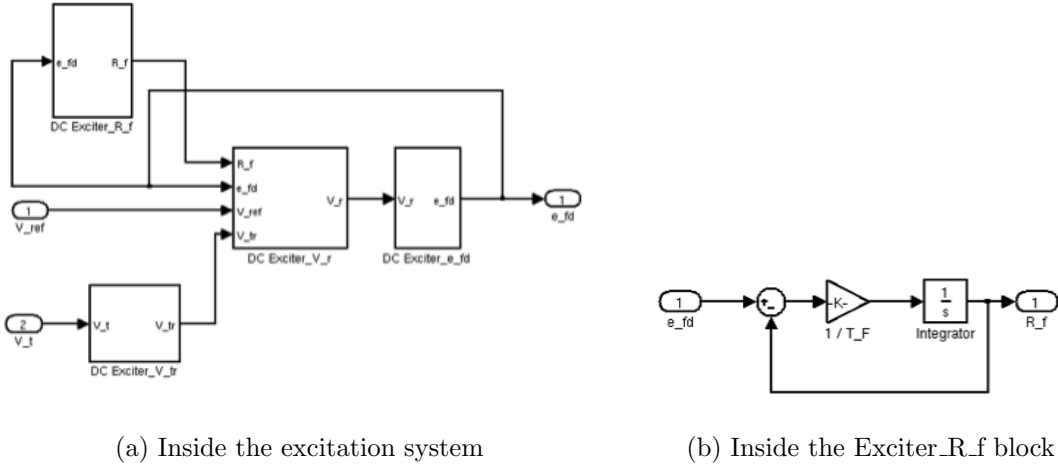 e_fd
R_f
DC Exciter_R_f
R_f
e_fd
V_ref
V_tr
V_r
DC Exciter_V_r
V_r
e_fd
DC Exciter_e_fd
1
e_fd
1
V_ref
2
V_t
V_t
V_tr
DC Exciter_V_tr
1
e_fd
+
-
-K-
1 / T_F
1
s
Integrator
1
R_f
(a) Inside the excitation system
(b) Inside the Exciter_R_f block